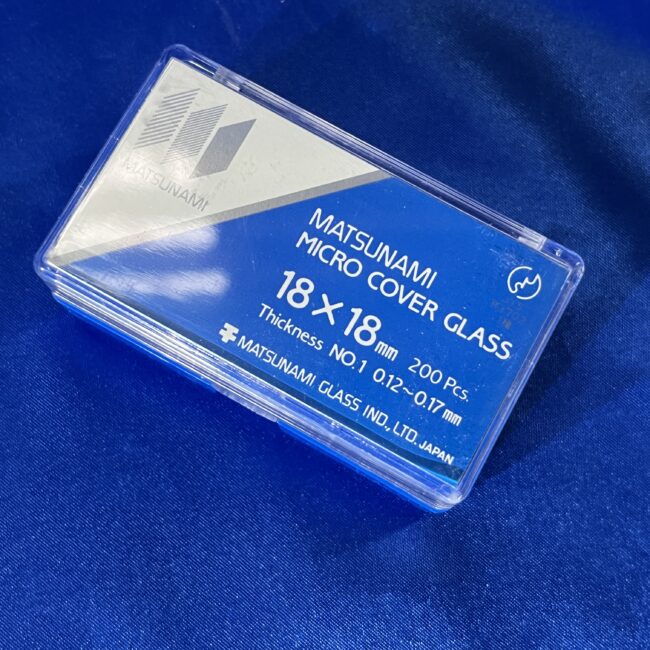 MATSUNAMI
MATSUNAMI
MICRO COVER GLASS
18×18mm 200 Pcs.
Thickness NO.1 0.12~0.17mm
MATSUNAMI GLASS IND., LTD. JAPAN